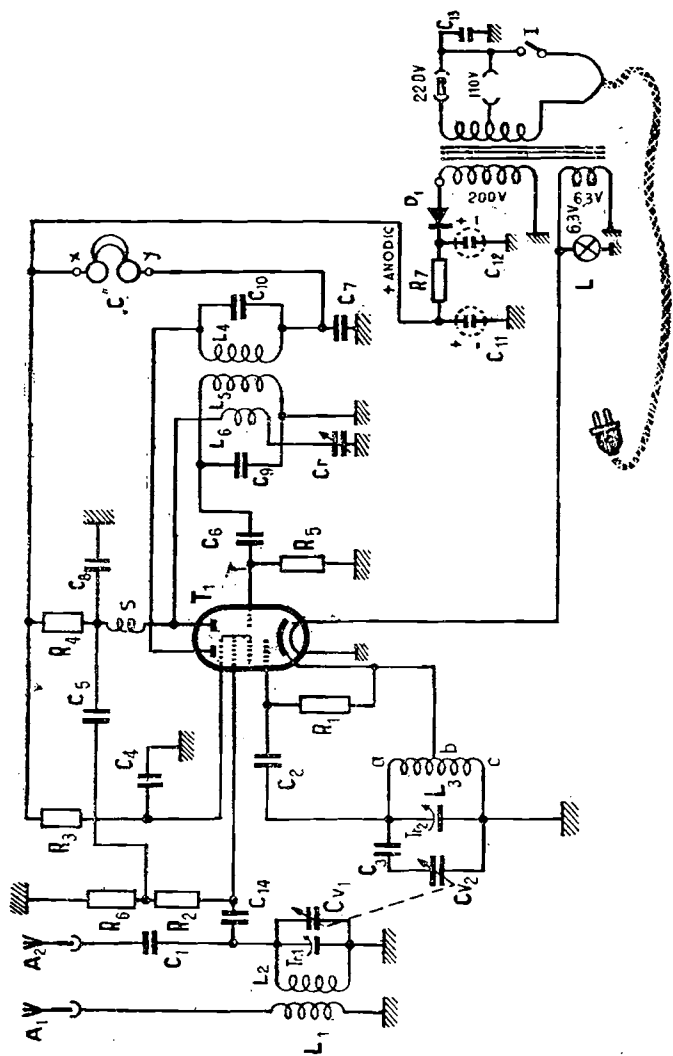 A1
A2
L1
L2
Tr1
CV1
C1
C14
R6
R2
R3
C4
C5
R4
C8
S
T1
C2
R1
C3
CV2
Tr2
L3
a
b
c
C6
R5
C9
Cr
L6
L5
L4
C10
C7
x
"C"
y
+ ANODIC
R7
C11
+
-
C12
+
-
D1
200V
6,3V
6,3V
L
220V
110V
C13
I